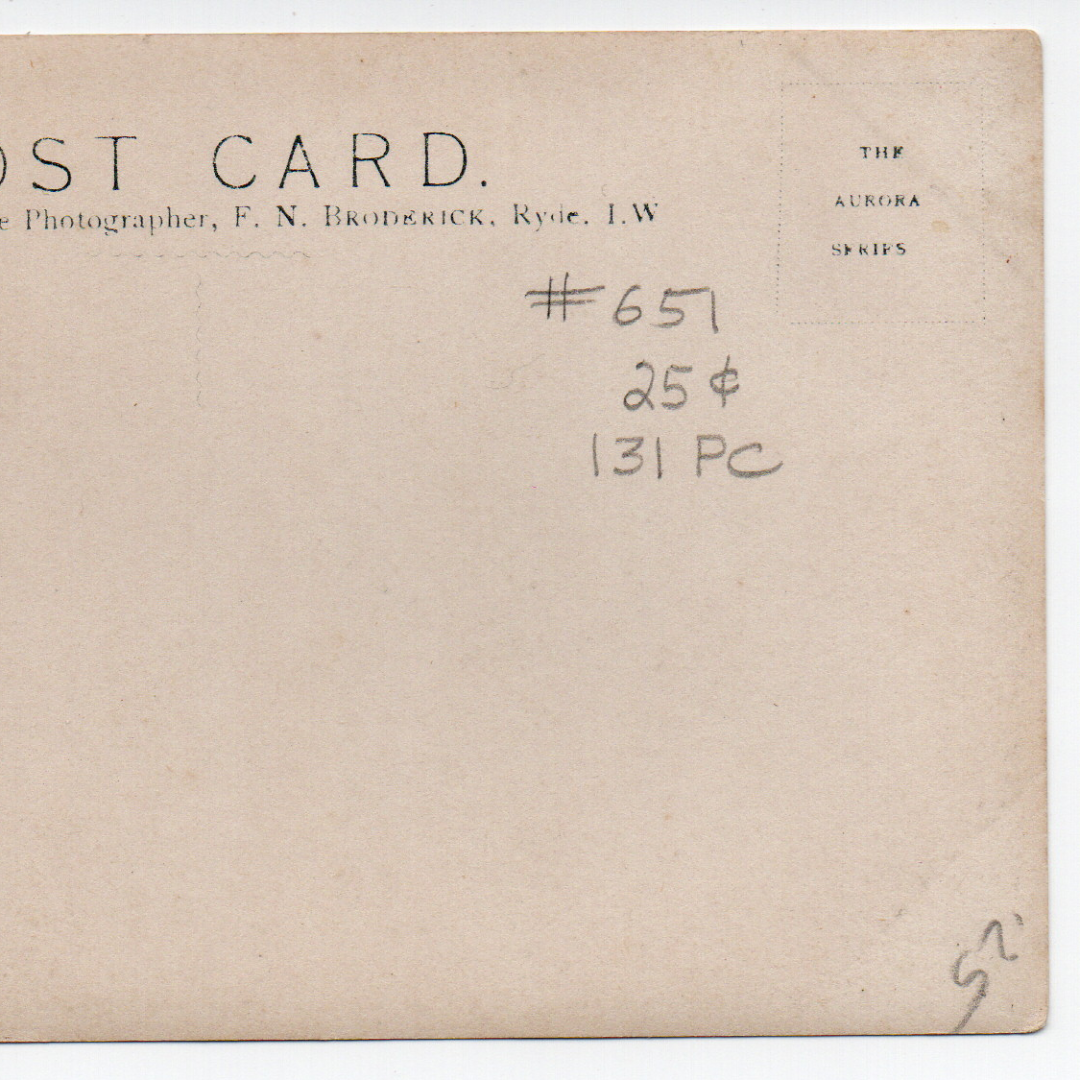 OST CARD.
e Photographer, F. N. BRODERICK, Ryde, I.W
THE
AURORA
SERIES
#651
25¢
131 PC